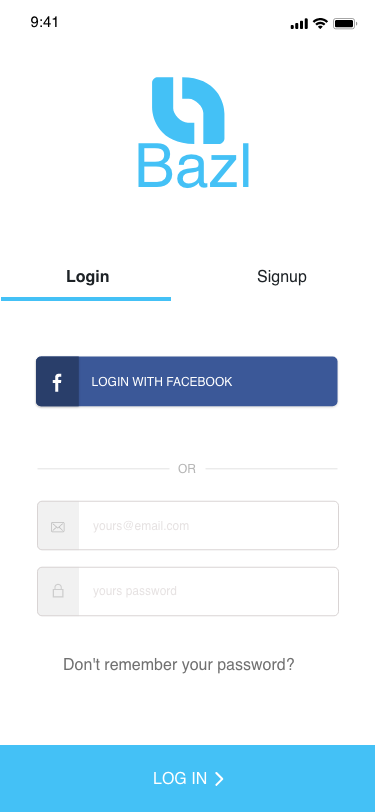 9:41
Bazl
Login
Signup
LOGIN WITH FACEBOOK
OR
yours@email.com
yours password
Don't remember your password?
LOG IN